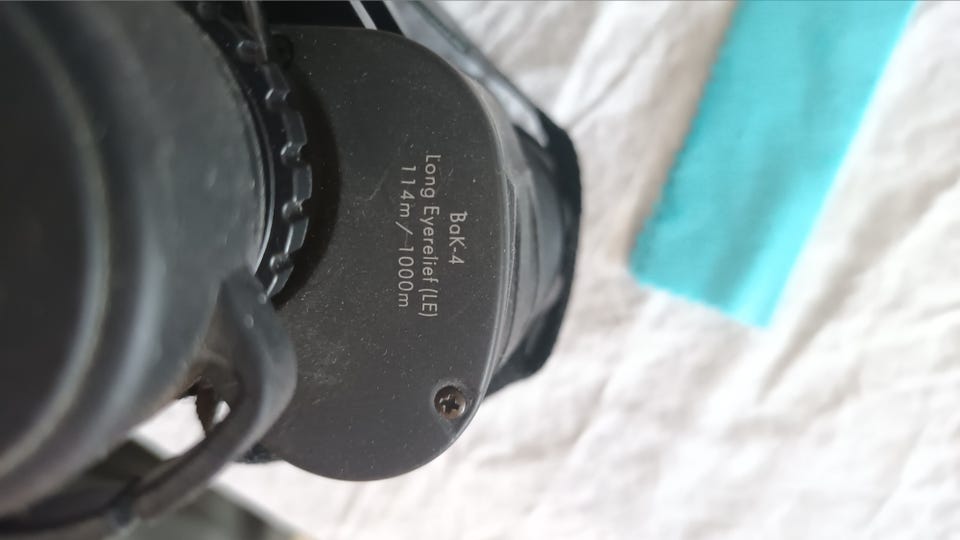 BaK-4
Long Eyerelief (LE)
114m/1000m